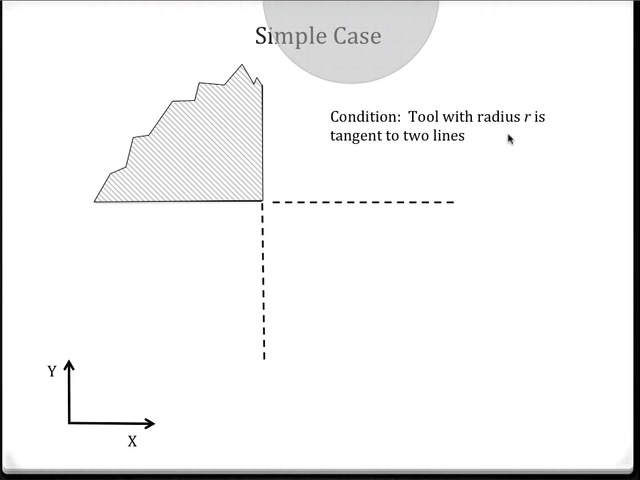 Simple Case
Condition: Tool with radius r is
tangent to two lines
Y
X